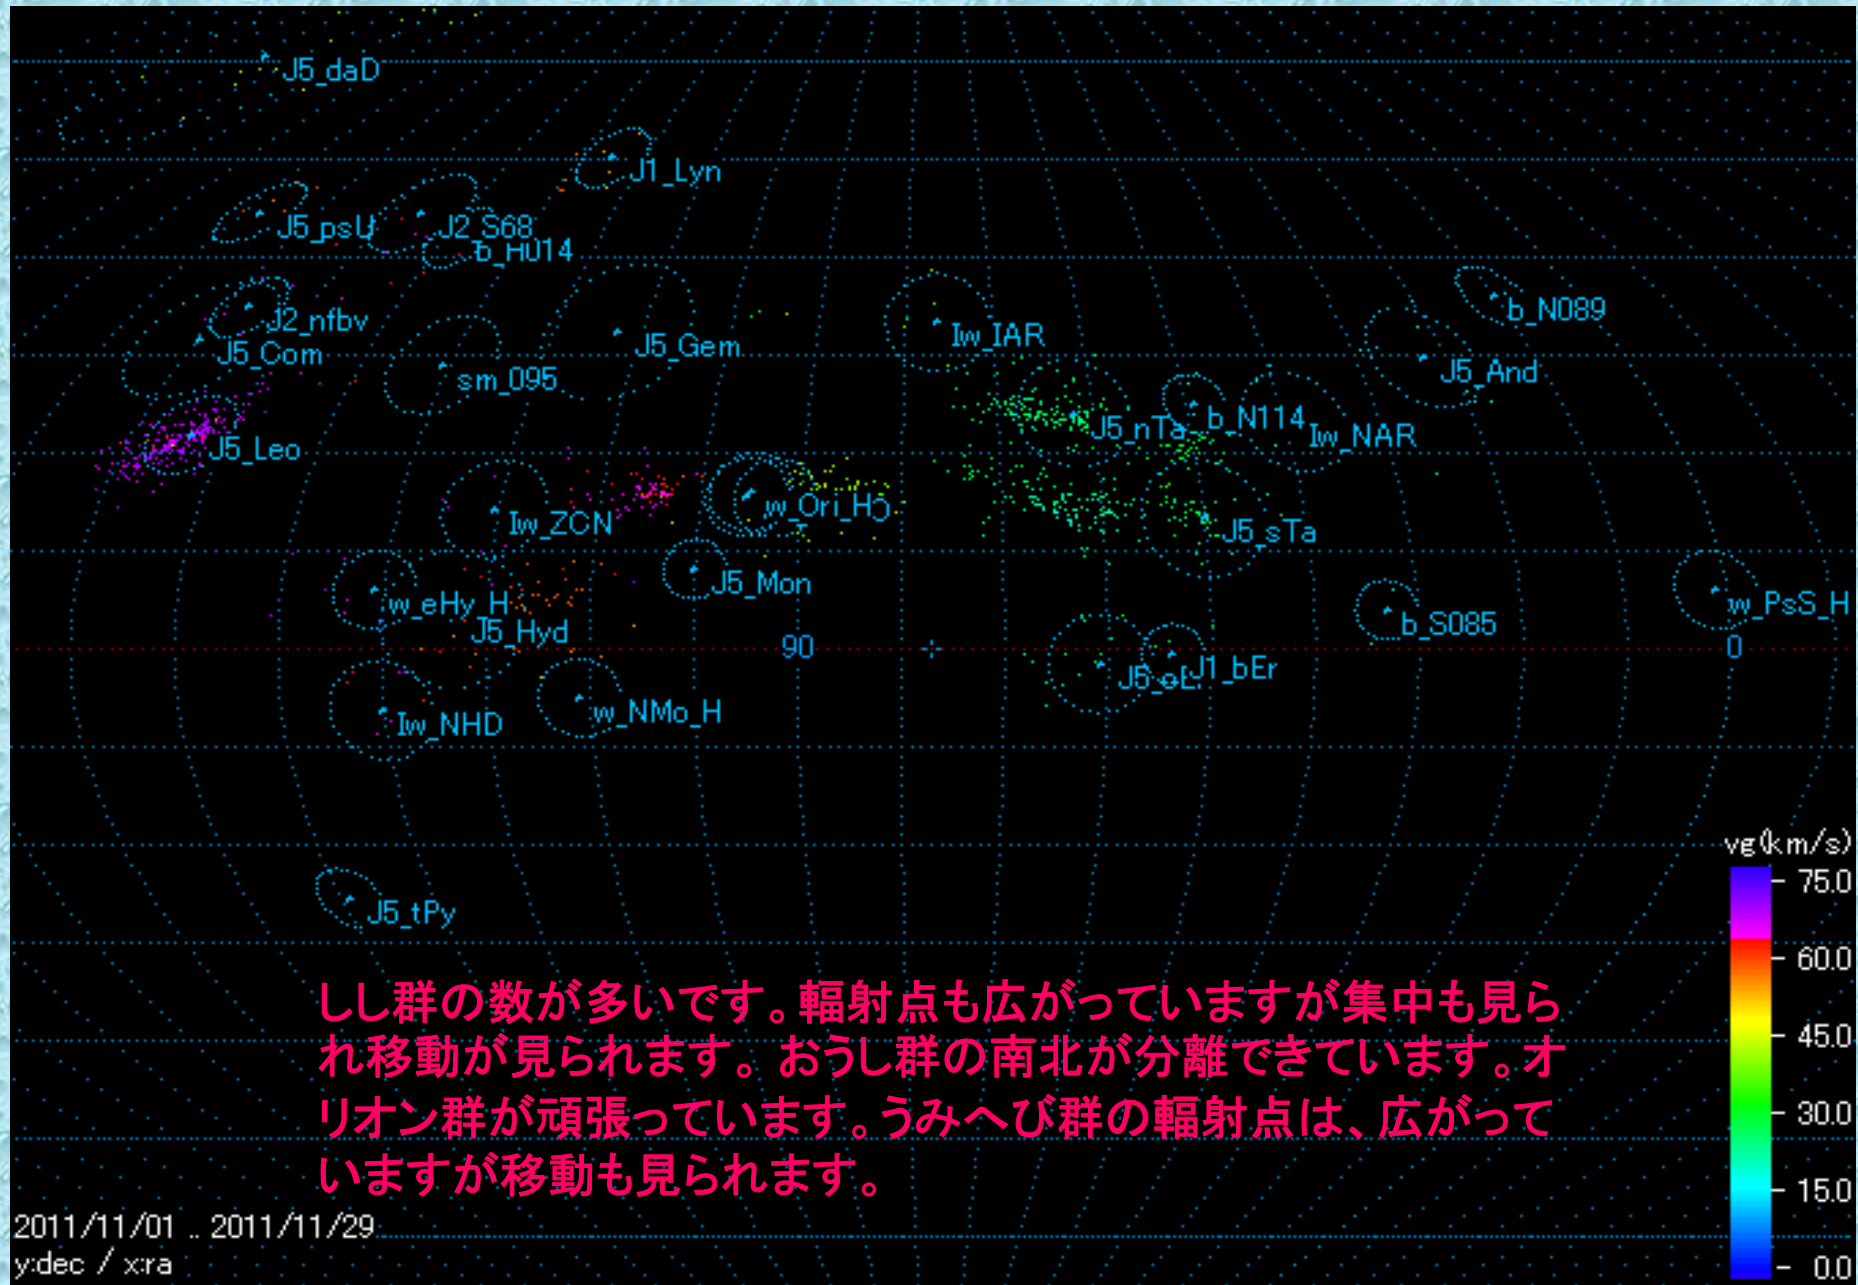 J5_daD
J1_Lyn
J5_psU
J2_S68
b_HU14
J2_nfbv
b_N089
Iw_IAR
J5_Com
J5_Gem
J5_And
sm_095
b_N114
J5_nTa
Iw_NAR
J5_Leo
w_Ori_H
Iw_ZCN
J5_sTa
J5_Mon
w_eHy_H
w_PsS_H
b_S085
J5_Hyd
90
0
J1_bEr
w_NMo_H
Iw_NHD
vg(km/s)
75.0
J5_tPy
60.0
しし群の数が多いです。輻射点も広がっていますが集中も見ら
れ移動が見られます。おうし群の南北が分離できています。オ
45.0
リオン群が頑張っています。うみへび群の輻射点は、広がって
30.0
いますが移動も見られます。
15.0
2011/11/01 .. 2011/11/29
y:dec / x:ra
0.0